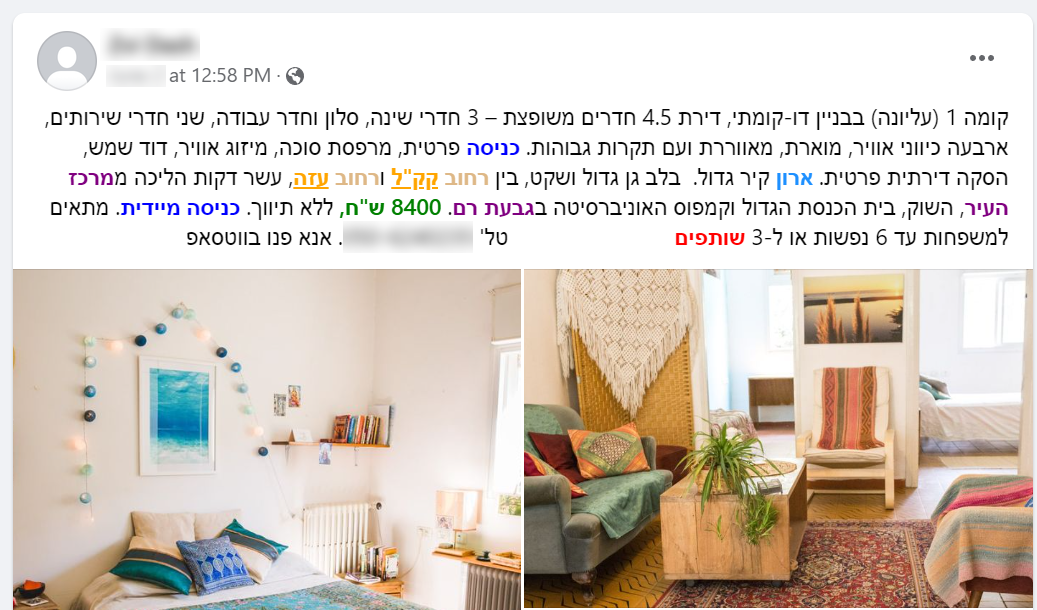 at 12:58 PM ·
קומה 1 (עליונה) בבניין דו-קומתי, דירת 4.5 חדרים משופצת – 3 חדרי שינה, סלון וחדר עבודה, שני חדרי שירותים,
ארבעה כיווני אוויר, מוארת, מאווררת ועם תקרות גבוהות. כניסה פרטית, מרפסת סוכה, מיזוג אוויר, דוד שמש,
הסקה דירתית פרטית. ארון קיר גדול. בלב גן גדול ושקט, בין רחוב קק"ל ורחוב עזה, עשר דקות הליכה ממרכז
העיר, השוק, בית הכנסת הגדול וקמפוס האוניברסיטה בגבעת רם. 8400 ש"ח, ללא תיווך. כניסה מיידית. מתאים
למשפחות עד 6 נפשות או ל-3 שותפים טל' . אנא פנו בווטסאפ